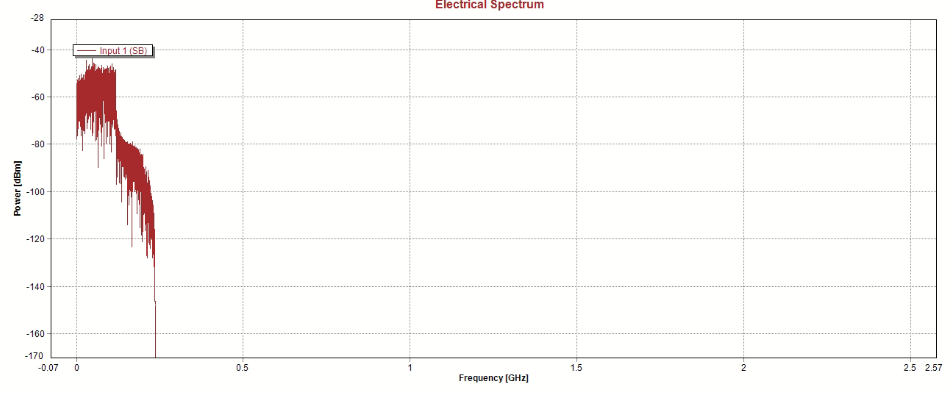 Electrical Spectrum
-28
Input 1 (SB)
-40
-60
-80
-100
-120
-140
-160
-170
Power [dBm]
-0.07 0 0.5 1 1.5 2 2.5 2.57
Frequency [GHz]